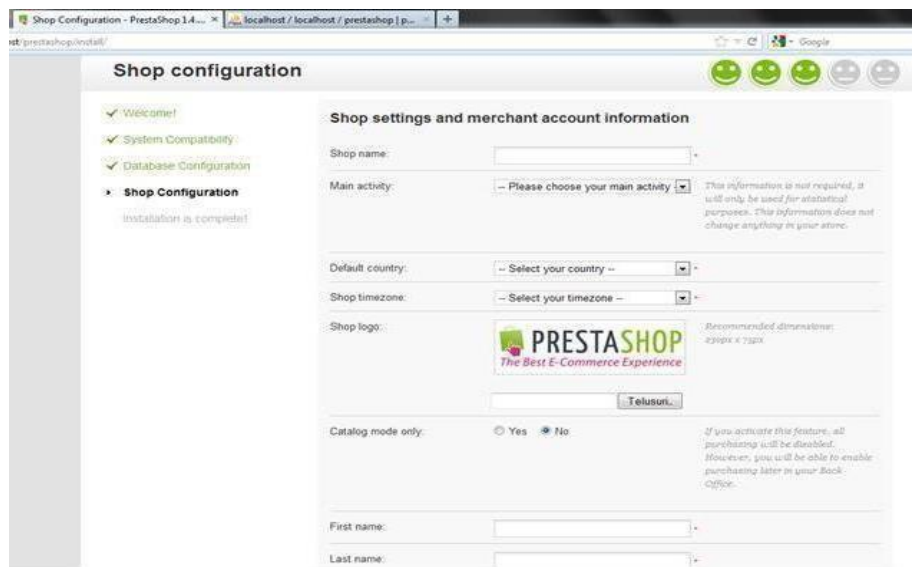 Shop Configuration - PrestaShop 1.4....
localhost / localhost / prestashop | p...
st/prestashop/install/
Google
Shop configuration
Welcome!
System Compatibility
Database Configuration
Shop Configuration
Installation is complete!
Shop settings and merchant account information
Shop name: *
Main activity: -- Please choose your main activity
This information is not required, it
will only be used for statistical
purposes. This information does not
change anything in your store.
Default country: -- Select your country -- *
Shop timezone: -- Select your timezone -- *
Shop logo:
PRESTASHOP
The Best E-Commerce Experience
Recommended dimensions:
230px x 75px
Telusuri..
Catalog mode only: Yes No
If you activate this feature, all
purchasing will be disabled.
However, you will be able to enable
purchasing later in your Back
Office.
First name: *
Last name: *